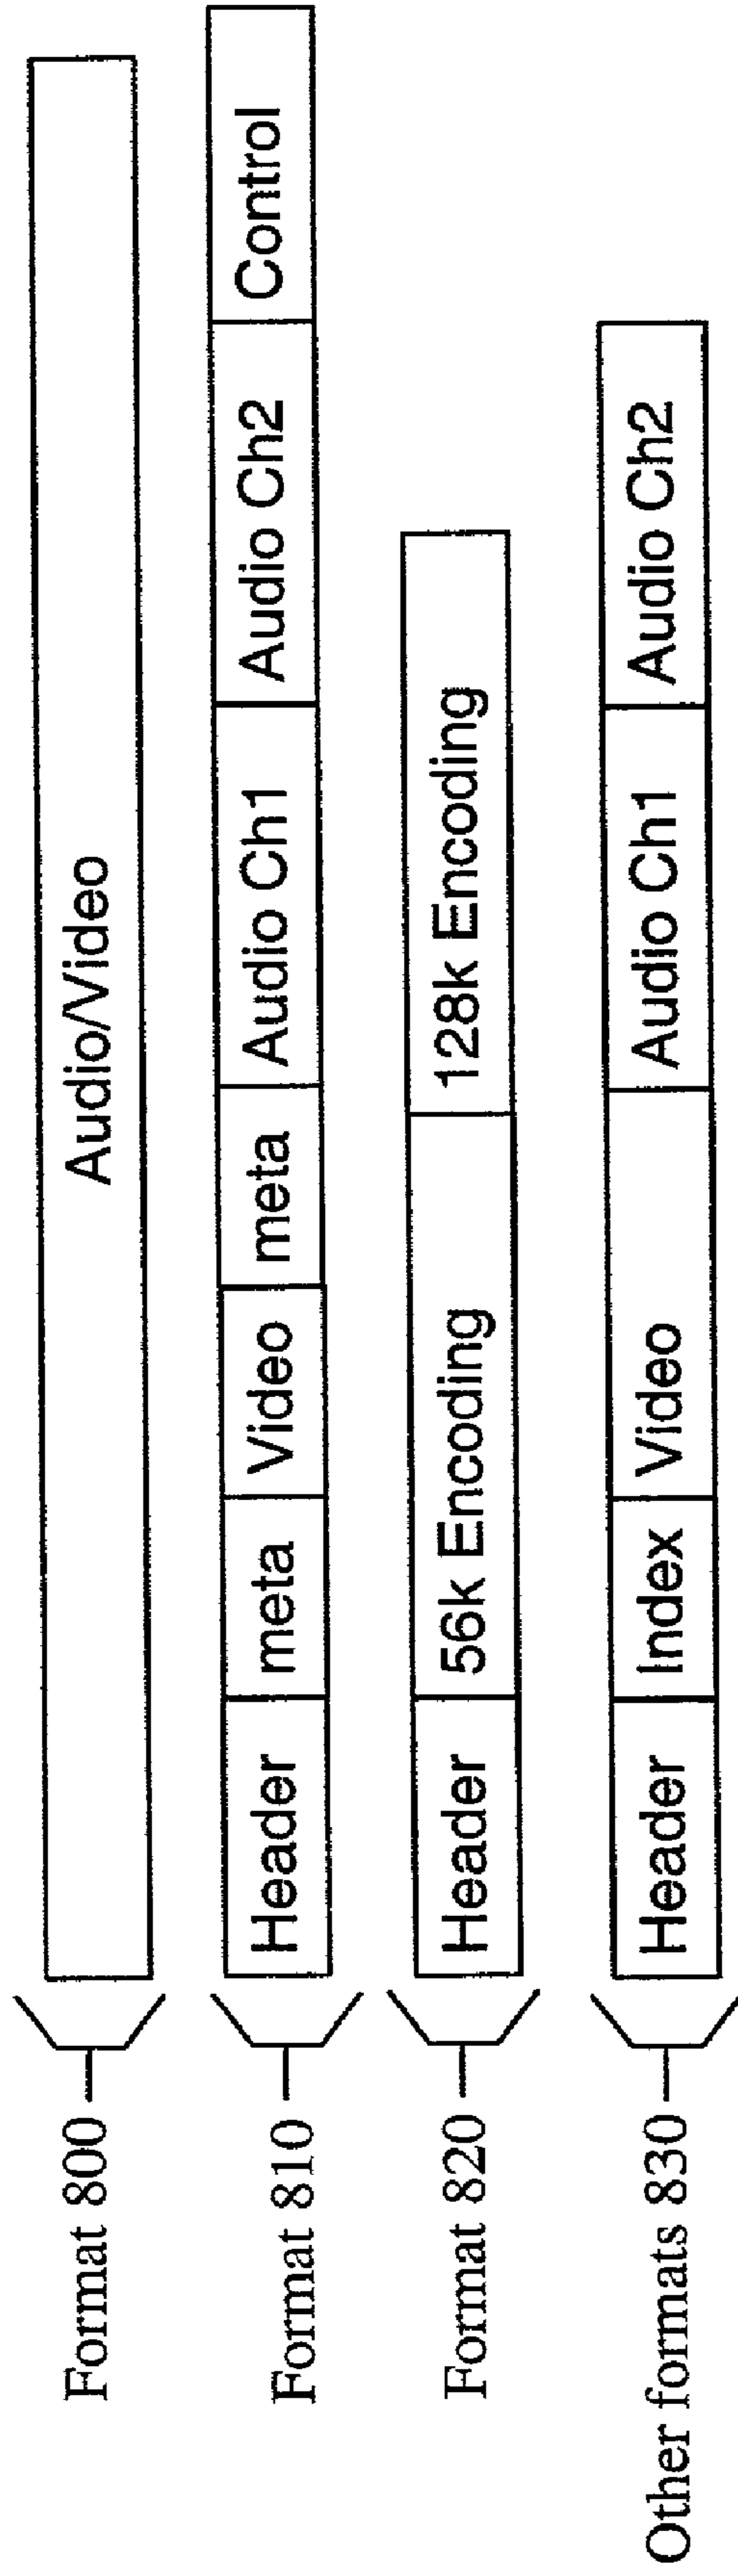 Format 800 Audio/Video
Format 810 Header meta Video meta Audio Ch1 Audio Ch2 Control
Format 820 Header 56k Encoding 128k Encoding
Other formats 830 Header Index Video Audio Ch1 Audio Ch2